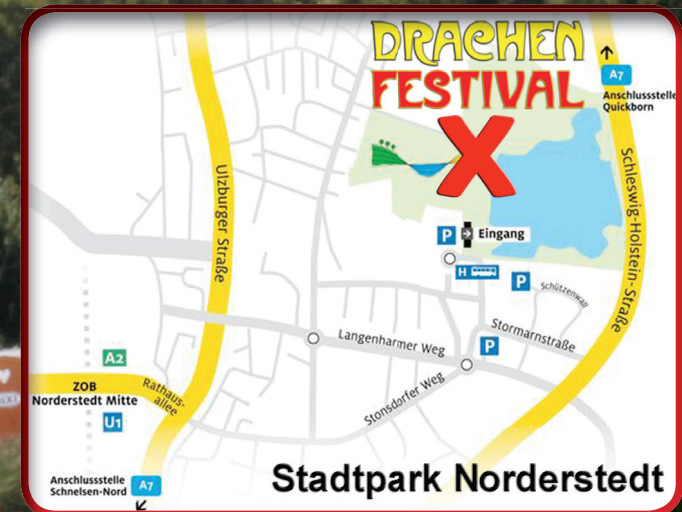 DRACHEN
FESTIVAL
X
A7
Anschlussstelle
Quickborn
Ulzburger Straße
Schleswig-Holstein-Straße
P
Eingang
H
P
Schützenwall
Stormarnstraße
Langenharmer Weg
P
Stonsdorfer Weg
A2
ZOB
Norderstedt Mitte
Rathaus-
allee
U1
Anschlussstelle
Schnelsen-Nord
A7
Stadtpark Norderstedt